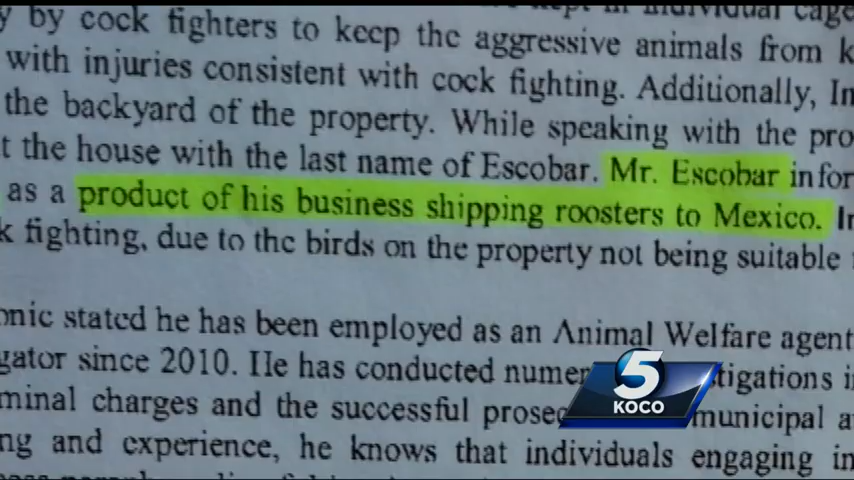 kept in individual cage
y by cock fighters to keep the aggressive animals from k
with injuries consistent with cock fighting. Additionally, In
the backyard of the property. While speaking with the pro
t the house with the last name of Escobar. Mr. Escobar infor
as a product of his business shipping roosters to Mexico. In
k fighting, due to the birds on the property not being suitable
onic stated he has been employed as an Animal Welfare agent
gator since 2010. He has conducted numer tigations i
minal charges and the successful prosec municipal a
ng and experience, he knows that individuals engaging in
5
KOCO